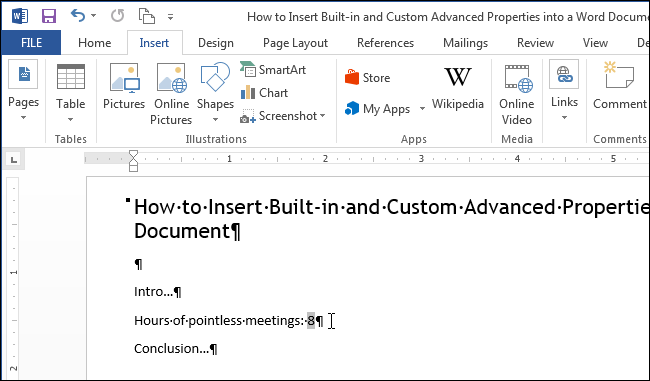 How to Insert Built-in and Custom Advanced Properties into a Word Docume
FILE Home Insert Design Page Layout References Mailings Review View De
Pages Table Pictures Online Pictures Shapes SmartArt Chart Screenshot Store My Apps Wikipedia Online Video Links Comment
Tables Illustrations Apps Media Comments
1 2 3 4 5
How·to·Insert·Built-in·and·Custom·Advanced·Propertie
Document¶
¶
Intro…¶
Hours·of·pointless·meetings:·8¶
Conclusion…¶
1
2